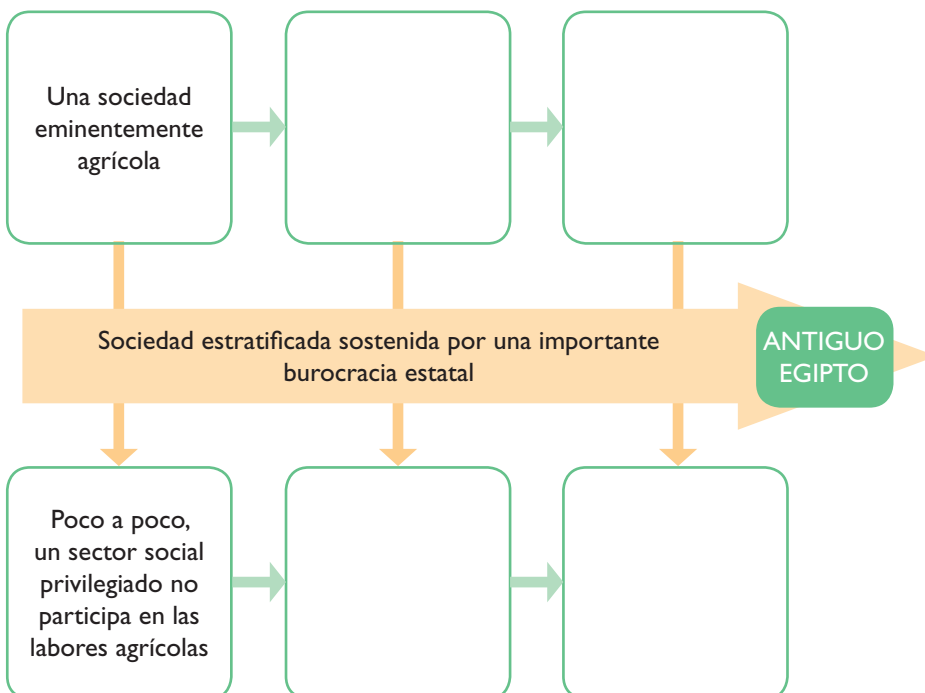 Una sociedad
eminentemente
agrícola
Sociedad estratificada sostenida por una importante
burocracia estatal
ANTIGUO
EGIPTO
Poco a poco,
un sector social
privilegiado no
participa en las
labores agrícolas